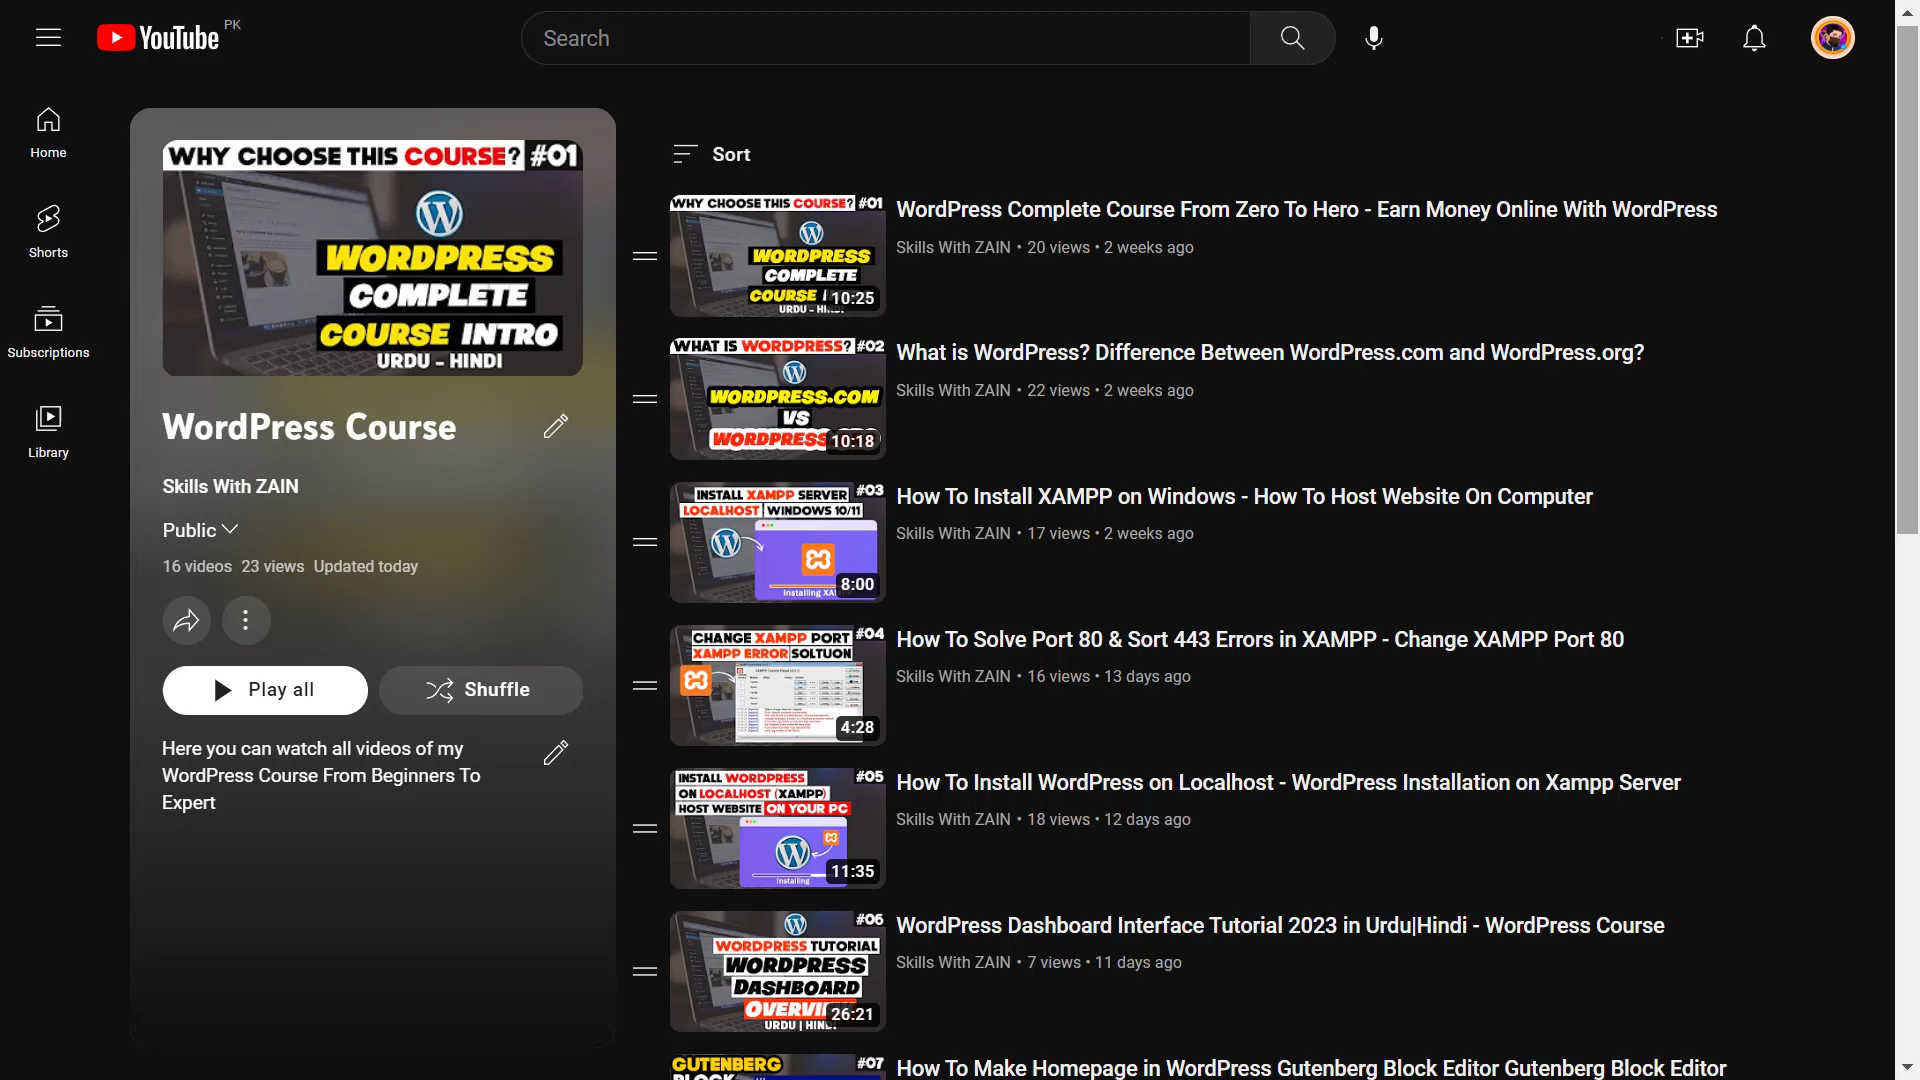 YouTube PK
Search
Home
Shorts
Subscriptions
Library
WHY CHOOSE THIS COURSE? #01
WORDPRESS
COMPLETE
COURSE INTRO
URDU - HINDI
WordPress Course
Skills With ZAIN
Public
16 videos 23 views Updated today
Play all
Shuffle
Here you can watch all videos of my
WordPress Course From Beginners To
Expert
Sort
WHY CHOOSE THIS COURSE? #01
WORDPRESS
COMPLETE
COURSE
10:25
WordPress Complete Course From Zero To Hero - Earn Money Online With WordPress
Skills With ZAIN • 20 views • 2 weeks ago
WHAT IS WORDPRESS? #02
WORDPRESS.COM
VS
WORDPRESS
10:18
What is WordPress? Difference Between WordPress.com and WordPress.org?
Skills With ZAIN • 22 views • 2 weeks ago
INSTALL XAMPP SERVER #03
LOCALHOST WINDOWS 10/11
Installing
8:00
How To Install XAMPP on Windows - How To Host Website On Computer
Skills With ZAIN • 17 views • 2 weeks ago
CHANGE XAMPP PORT #04
XAMPP ERROR SOLTUON
4:28
How To Solve Port 80 & Sort 443 Errors in XAMPP - Change XAMPP Port 80
Skills With ZAIN • 16 views • 13 days ago
INSTALL WORDPRESS #05
ON LOCALHOST (XAMPP)
HOST WEBSITE ON YOUR PC
Installing
11:35
How To Install WordPress on Localhost - WordPress Installation on Xampp Server
Skills With ZAIN • 18 views • 12 days ago
#06
WORDPRESS TUTORIAL
WORDPRESS
DASHBOARD
26:21
WordPress Dashboard Interface Tutorial 2023 in Urdu|Hindi - WordPress Course
Skills With ZAIN • 7 views • 11 days ago
GUTENBERG #07
BLOCK
How To Make Homepage in WordPress Gutenberg Block Editor Gutenberg Block Editor